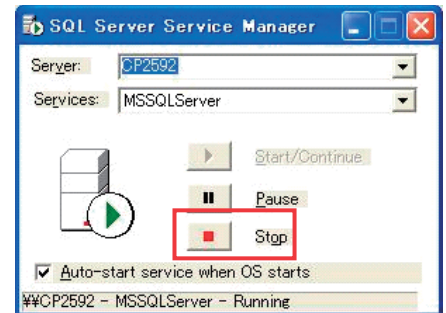 SQL Server Service Manager
Server: CP2592
Services: MSSQLServer
Start/Continue
Pause
Stop
Auto-start service when OS starts
¥¥CP2592 - MSSQLServer - Running